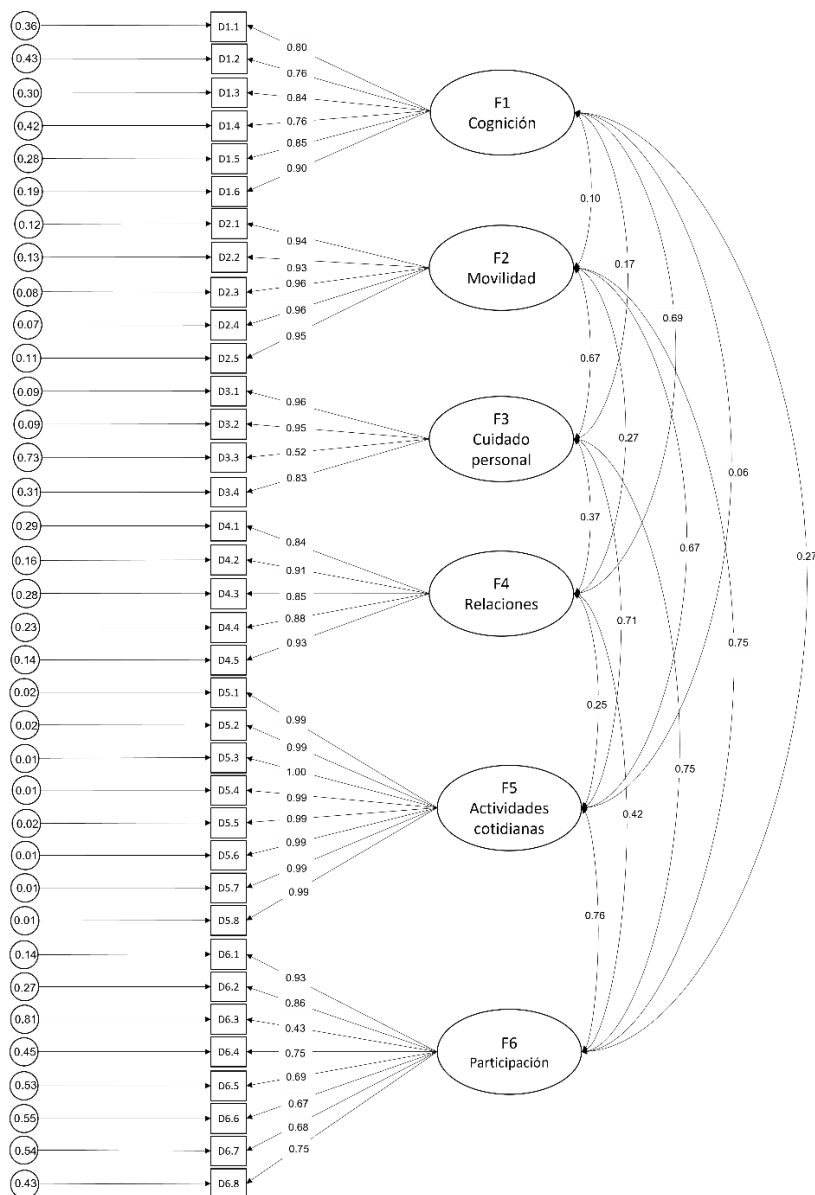 0.36 D1.1
0.80
0.43 D1.2
0.76
0.30 D1.3
0.84
0.42 D1.4
0.76
0.28 D1.5
0.85
0.19 D1.6
0.90
F1
Cognición
0.12 D2.1
0.94
0.13 D2.2
0.93
0.08 D2.3
0.96
0.07 D2.4
0.96
0.11 D2.5
0.95
F2
Movilidad
0.09 D3.1
0.96
0.09 D3.2
0.95
0.73 D3.3
0.52
0.31 D3.4
0.83
F3
Cuidado
personal
0.29 D4.1
0.84
0.16 D4.2
0.91
0.28 D4.3
0.85
0.23 D4.4
0.88
0.14 D4.5
0.93
F4
Relaciones
0.02 D5.1
0.99
0.02 D5.2
0.99
0.01 D5.3
1.00
0.01 D5.4
0.99
0.02 D5.5
0.99
0.01 D5.6
0.99
0.01 D5.7
0.99
0.01 D5.8
0.99
F5
Actividades
cotidianas
0.14 D6.1
0.93
0.27 D6.2
0.86
0.81 D6.3
0.43
0.45 D6.4
0.75
0.53 D6.5
0.69
0.55 D6.6
0.67
0.54 D6.7
0.68
0.43 D6.8
0.75
F6
Participación
0.10
0.17
0.69
0.67
0.27
0.06
0.37
0.67
0.27
0.71
0.75
0.25
0.75
0.42
0.76